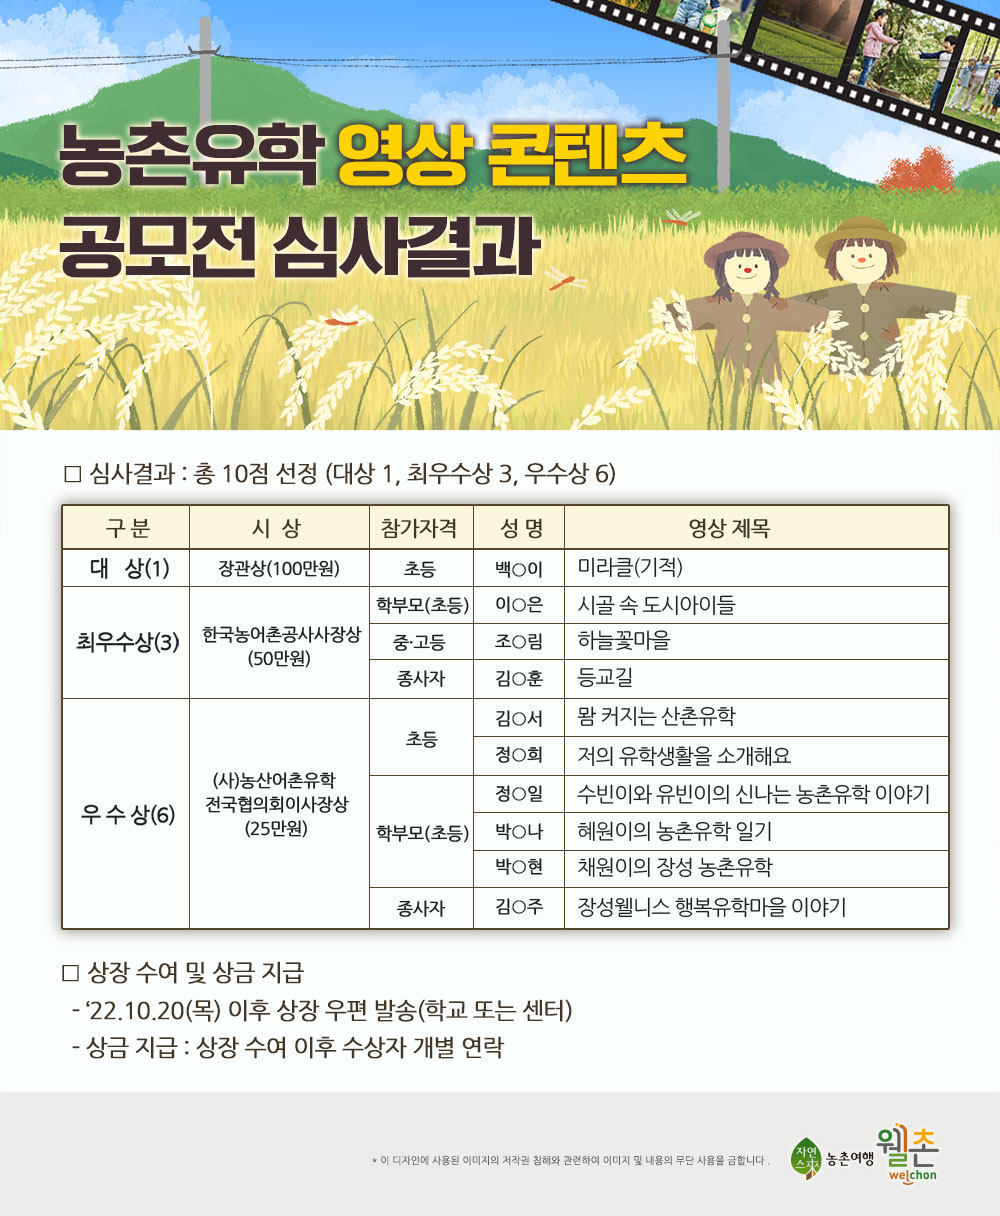 농촌유학 영상 콘텐츠
공모전 심사결과
□ 심사결과 : 총 10점 선정 (대상 1, 최우수상 3, 우수상 6)
구 분 시 상 참가자격 성 명 영상 제목
대 상(1) 장관상(100만원) 초등 백○이 미라클(기적)
최우수상(3) 한국농어촌공사사장상
(50만원)
학부모(초등) 이○은 시골 속 도시아이들
중·고등 조○림 하늘꽃마을
종사자 김○훈 등교길
우 수 상(6) (사)농산어촌유학
전국협의회이사장상
(25만원)
초등 김○서 뫔 커지는 산촌유학
정○희 저의 유학생활을 소개해요
학부모(초등) 정○일 수빈이와 유빈이의 신나는 농촌유학 이야기
박○나 혜원이의 농촌유학 일기
박○현 채원이의 장성 농촌유학
종사자 김○주 장성웰니스 행복유학마을 이야기
□ 상장 수여 및 상금 지급
- ‘22.10.20(목) 이후 상장 우편 발송(학교 또는 센터)
- 상금 지급 : 상장 수여 이후 수상자 개별 연락
* 이 디자인에 사용된 이미지의 저작권 침해와 관련하여 이미지 및 내용의 무단 사용을 금합니다 .
자연
농촌여행
웰촌
welchon